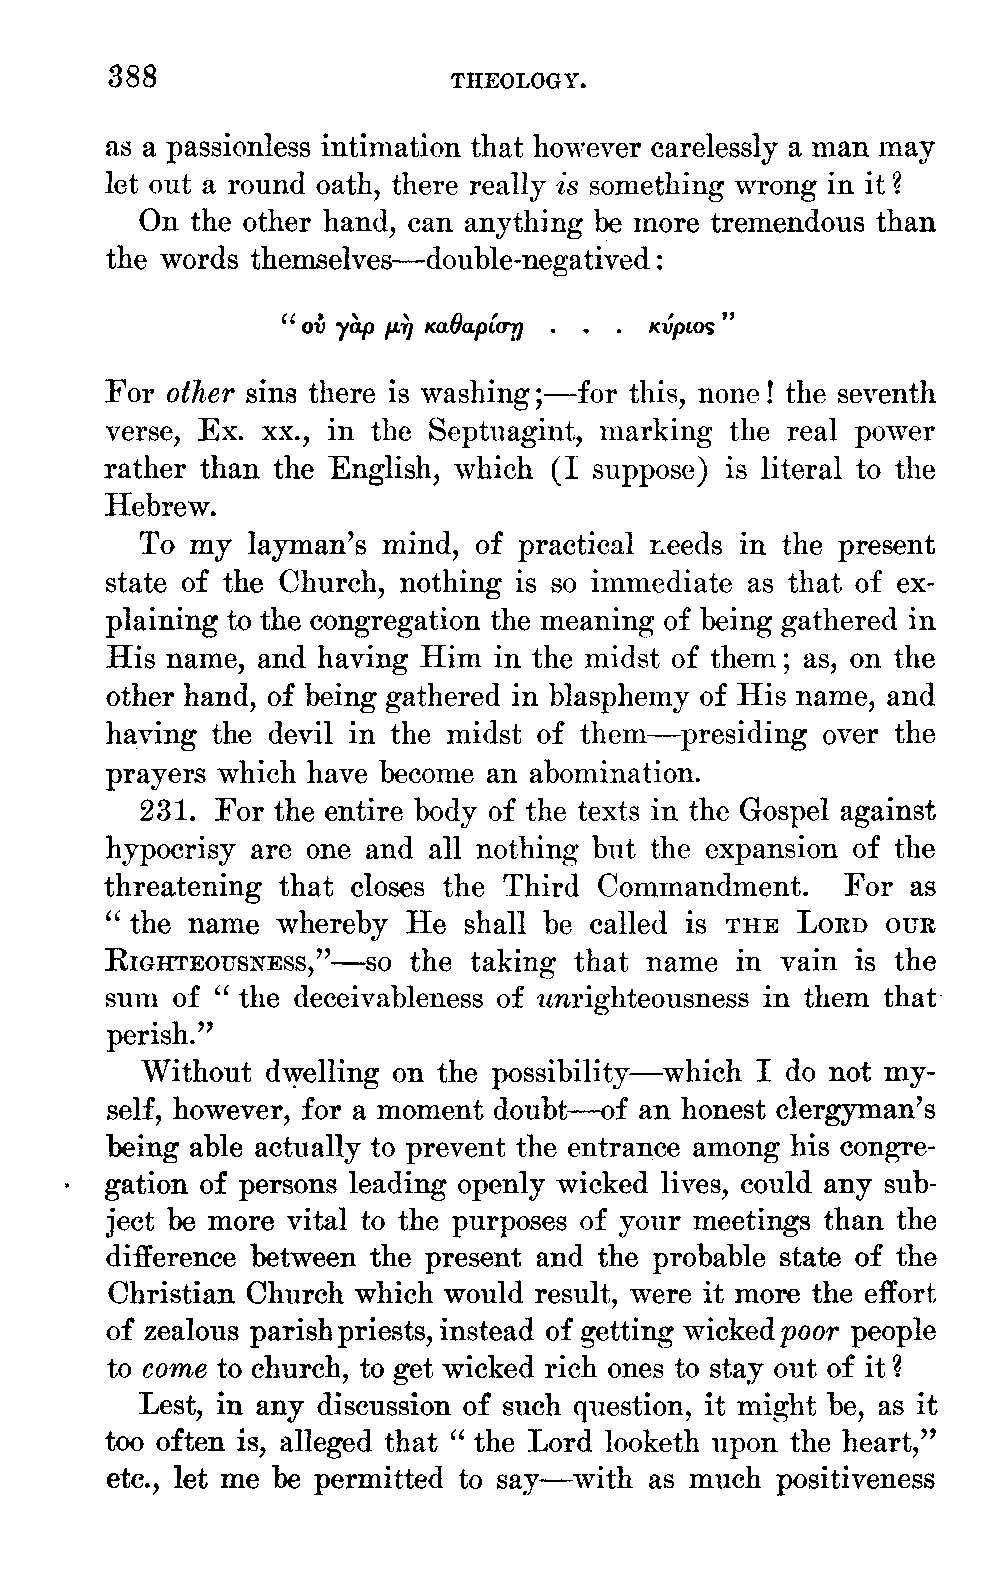 388 THEOLOGY.
as a passionless intimation that however carelessly a man may
let out a round oath, there really is something wrong in it?
On the other hand, can anything be more tremendous than
the words themselves—double-negatived:
“οὐ γὰρ μὴ καθαρίσῃ . . . κύριος”
For other sins there is washing;—for this, none! the seventh
verse, Ex. xx., in the Septuagint, marking the real power
rather than the English, which (I suppose) is literal to the
Hebrew.
To my layman’s mind, of practical needs in the present
state of the Church, nothing is so immediate as that of ex-
plaining to the congregation the meaning of being gathered in
His name, and having Him in the midst of them; as, on the
other hand, of being gathered in blasphemy of His name, and
having the devil in the midst of them—presiding over the
prayers which have become an abomination.
231. For the entire body of the texts in the Gospel against
hypocrisy are one and all nothing but the expansion of the
threatening that closes the Third Commandment. For as
“the name whereby He shall be called is THE LORD OUR
RIGHTEOUSNESS,”—so the taking that name in vain is the
sum of “the deceivableness of unrighteousness in them that
perish.”
Without dwelling on the possibility—which I do not my-
self, however, for a moment doubt—of an honest clergyman’s
being able actually to prevent the entrance among his congre-
gation of persons leading openly wicked lives, could any sub-
ject be more vital to the purposes of your meetings than the
difference between the present and the probable state of the
Christian Church which would result, were it more the effort
of zealous parish priests, instead of getting wicked poor people
to come to church, to get wicked rich ones to stay out of it?
Lest, in any discussion of such question, it might be, as it
too often is, alleged that “the Lord looketh upon the heart,”
etc., let me be permitted to say—with as much positiveness